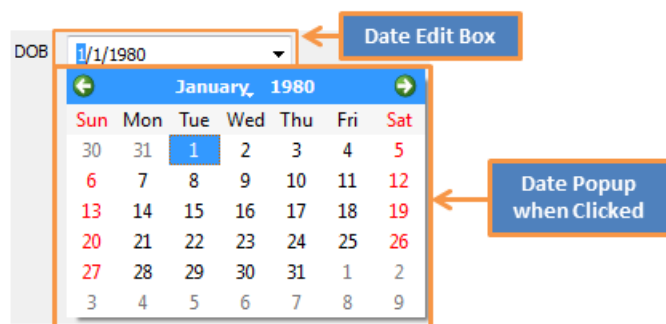 Date Edit Box
DOB 1/1/1980
January, 1980
Sun Mon Tue Wed Thu Fri Sat
30 31 1 2 3 4 5
6 7 8 9 10 11 12
13 14 15 16 17 18 19
20 21 22 23 24 25 26
27 28 29 30 31 1 2
3 4 5 6 7 8 9
Date Popup
when Clicked